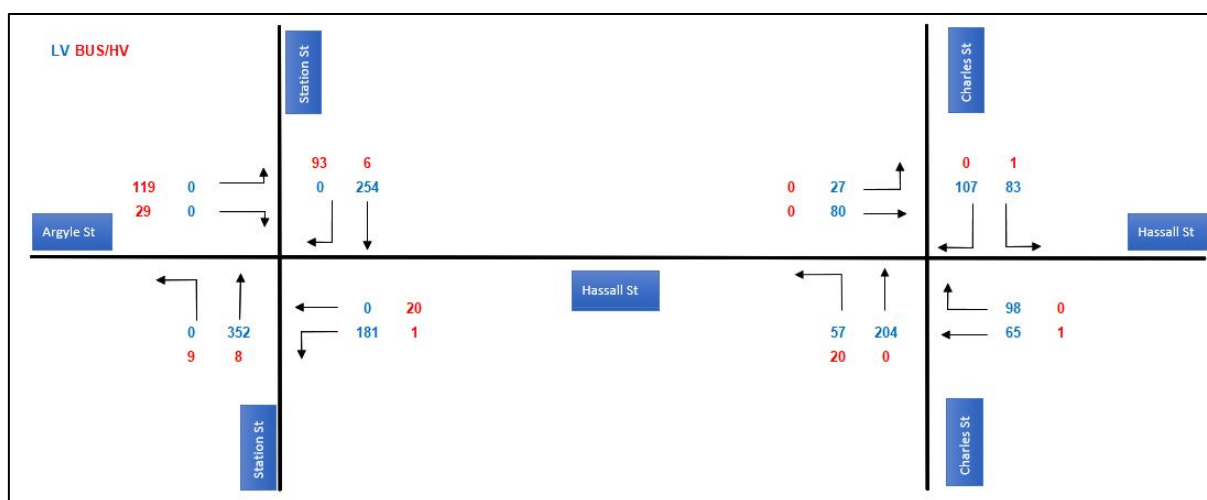 LV BUS/HV
Station St
Charles St
93 6
0 1
119 0
0 254
0 27
107 83
29 0
0 80
Argyle St
Hassall St
Hassall St
0 20
98 0
0 352
181 1
57 204
65 1
9 8
20 0
Station St
Charles St